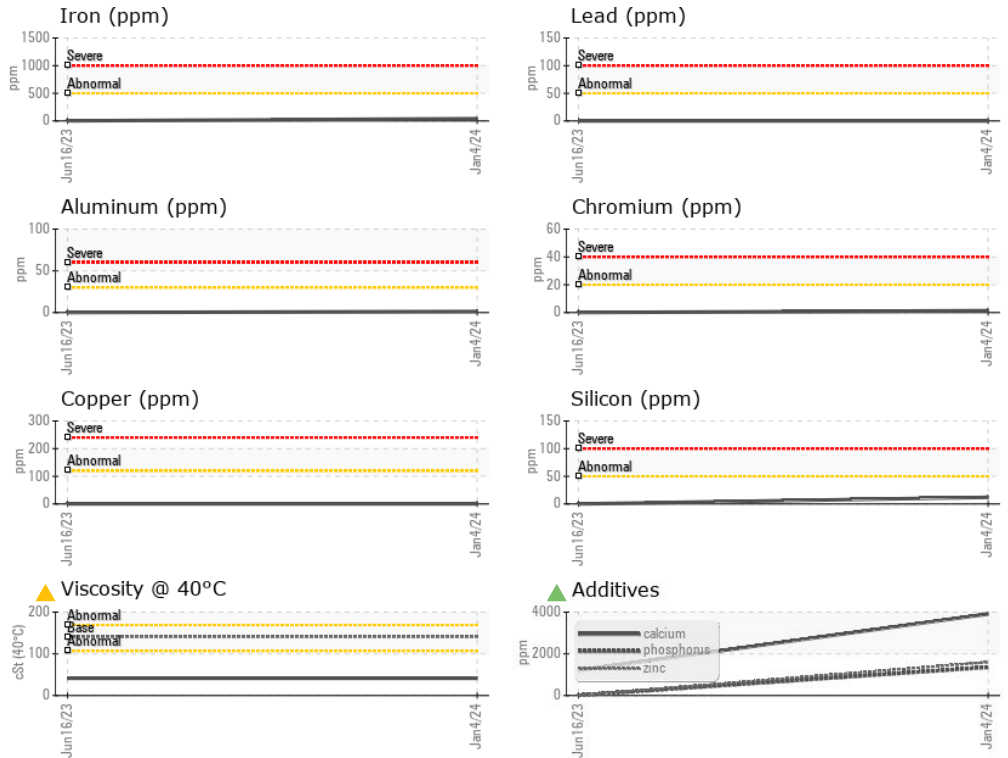 Iron (ppm)
1500
1000
500
0
ppm
Severe
Abnormal
Jun16/23
Jan4/24
Lead (ppm)
150
100
50
0
ppm
Severe
Abnormal
Jun16/23
Jan4/24
Aluminum (ppm)
100
50
0
ppm
Severe
Abnormal
Jun16/23
Jan4/24
Chromium (ppm)
60
40
20
0
ppm
Severe
Abnormal
Jun16/23
Jan4/24
Copper (ppm)
300
200
100
0
ppm
Severe
Abnormal
Jun16/23
Jan4/24
Silicon (ppm)
150
100
50
0
ppm
Severe
Abnormal
Jun16/23
Jan4/24
Viscosity @ 40°C
200
100
0
cSt (40°C)
Abnormal
Base
Abnormal
Jun16/23
Jan4/24
Additives
4000
2000
0
ppm
calcium
phosphorus
zinc
Jun16/23
Jan4/24